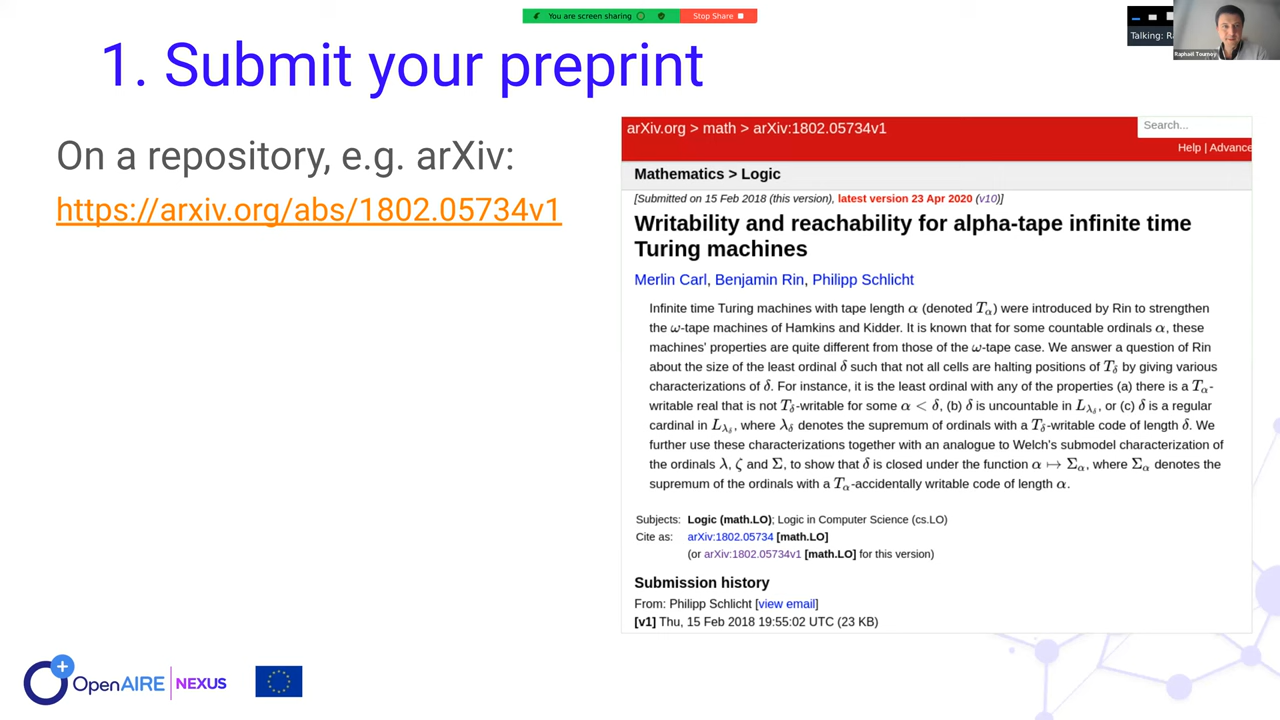 You are screen sharing
Stop Share
Talking:
Raphaël Tournoy
1. Submit your preprint
On a repository, e.g. arXiv:
https://arxiv.org/abs/1802.05734v1
arXiv.org > math > arXiv:1802.05734v1
Search...
Help | Advance
Mathematics > Logic
[Submitted on 15 Feb 2018 (this version), latest version 23 Apr 2020 (v10)]
Writability and reachability for alpha-tape infinite time
Turing machines
Merlin Carl, Benjamin Rin, Philipp Schlicht
Infinite time Turing machines with tape length α (denoted T_α) were introduced by Rin to strengthen
the ω-tape machines of Hamkins and Kidder. It is known that for some countable ordinals α, these
machines' properties are quite different from those of the ω-tape case. We answer a question of Rin
about the size of the least ordinal δ such that not all cells are halting positions of T_δ by giving various
characterizations of δ. For instance, it is the least ordinal with any of the properties (a) there is a T_α-
writable real that is not T_δ-writable for some α < δ, (b) δ is uncountable in L_{λ_δ}, or (c) δ is a regular
cardinal in L_{λ_δ}, where λ_δ denotes the supremum of ordinals with a T_δ-writable code of length δ. We
further use these characterizations together with an analogue to Welch's submodel characterization of
the ordinals λ, ζ and Σ, to show that δ is closed under the function α ↦ Σ_α, where Σ_α denotes the
supremum of the ordinals with a T_α-accidentally writable code of length α.
Subjects: Logic (math.LO); Logic in Computer Science (cs.LO)
Cite as: arXiv:1802.05734 [math.LO]
(or arXiv:1802.05734v1 [math.LO] for this version)
Submission history
From: Philipp Schlicht [view email]
[v1] Thu, 15 Feb 2018 19:55:02 UTC (23 KB)
OpenAIRE | NEXUS